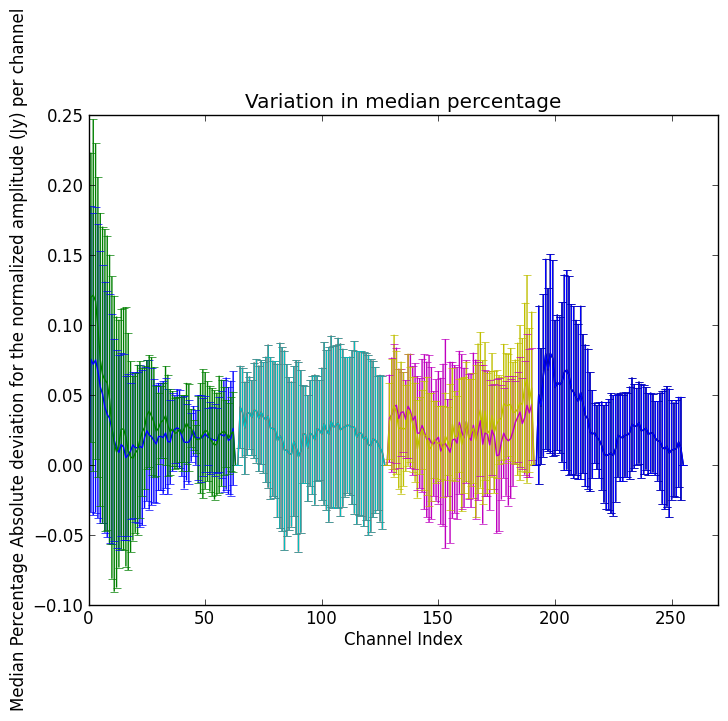 Variation in median percentage
Median Percentage Absolute deviation for the normalized amplitude (Jy) per channel
0.25
0.20
0.15
0.10
0.05
0.00
−0.05
−0.10
0 50 100 150 200 250
Channel Index